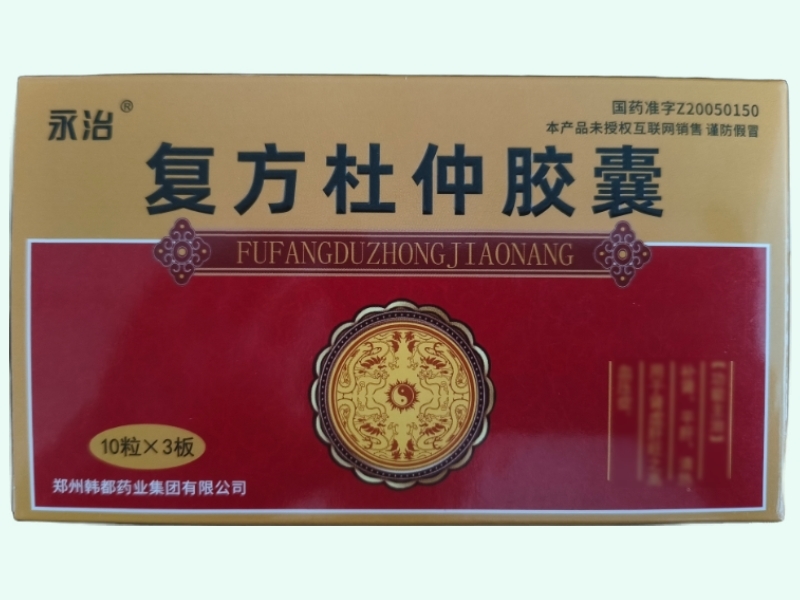 永治®
国药准字Z20050150
本产品未授权互联网销售 谨防假冒
复方杜仲胶囊
FUFANGDUZHONGJIAONANG
10粒×3板
郑州韩都药业集团有限公司